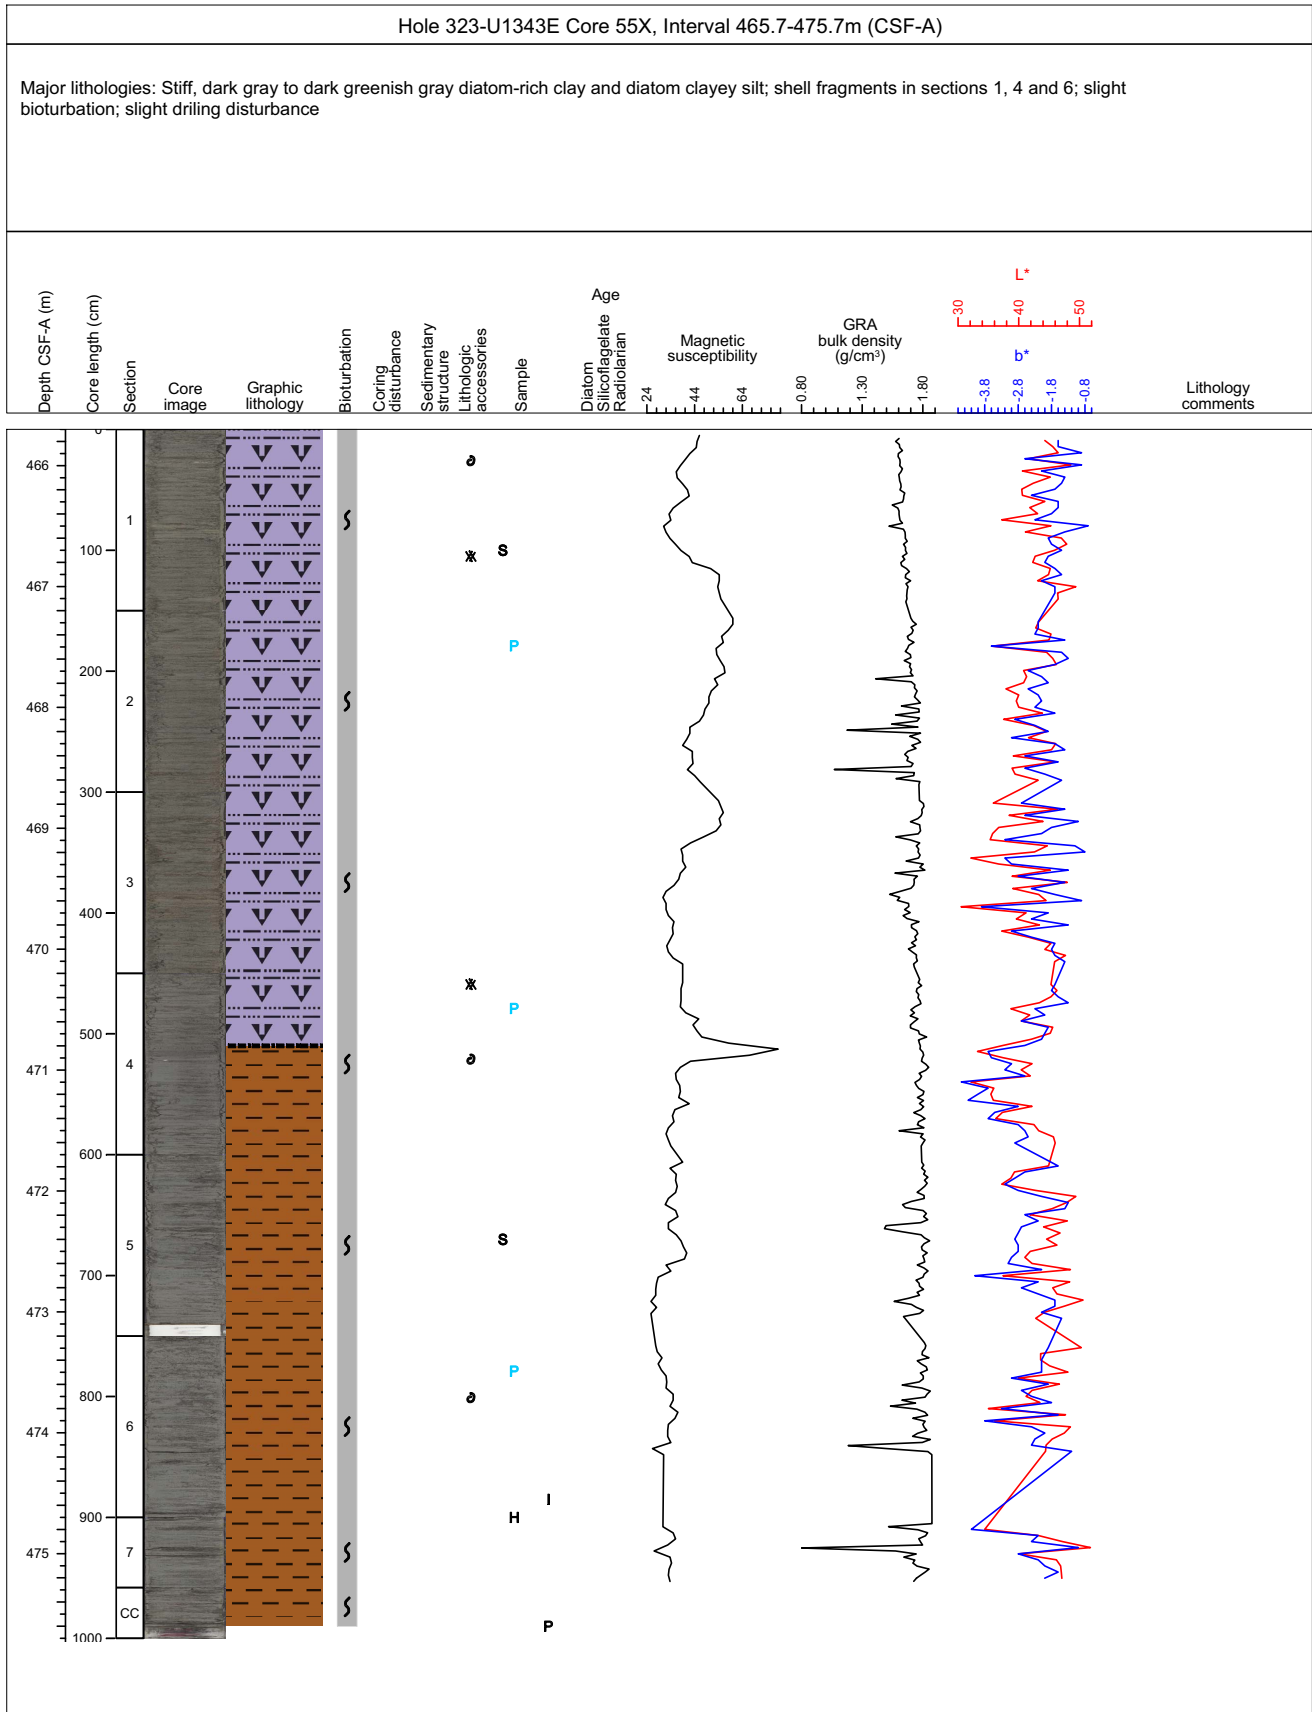 Hole 323-U1343E Core 55X, Interval 465.7-475.7m (CSF-A)
Major lithologies: Stiff, dark gray to dark greenish gray diatom-rich clay and diatom clayey silt; shell fragments in sections 1, 4 and 6; slight
bioturbation; slight driling disturbance
Depth CSF-A (m)
Core length (cm)
Section
Core
image
Graphic
lithology
Bioturbation
Coring
disturbance
Sedimentary
structure
Lithologic
accessories
Sample
Age
Diatom
Silicoflagelate
Radiolarian
Magnetic
susceptibility
24
44
64
GRA
bulk density
(g/cm³)
0.80
1.30
1.80
L*
30
40
50
b*
-3.8
-2.8
-1.8
-0.8
Lithology
comments
0
466
1
100
S
467
P
200
2
468
300
469
3
400
470
P
500
4
471
600
472
5
S
700
473
P
800
6
474
I
900
H
7
475
CC
P
1000